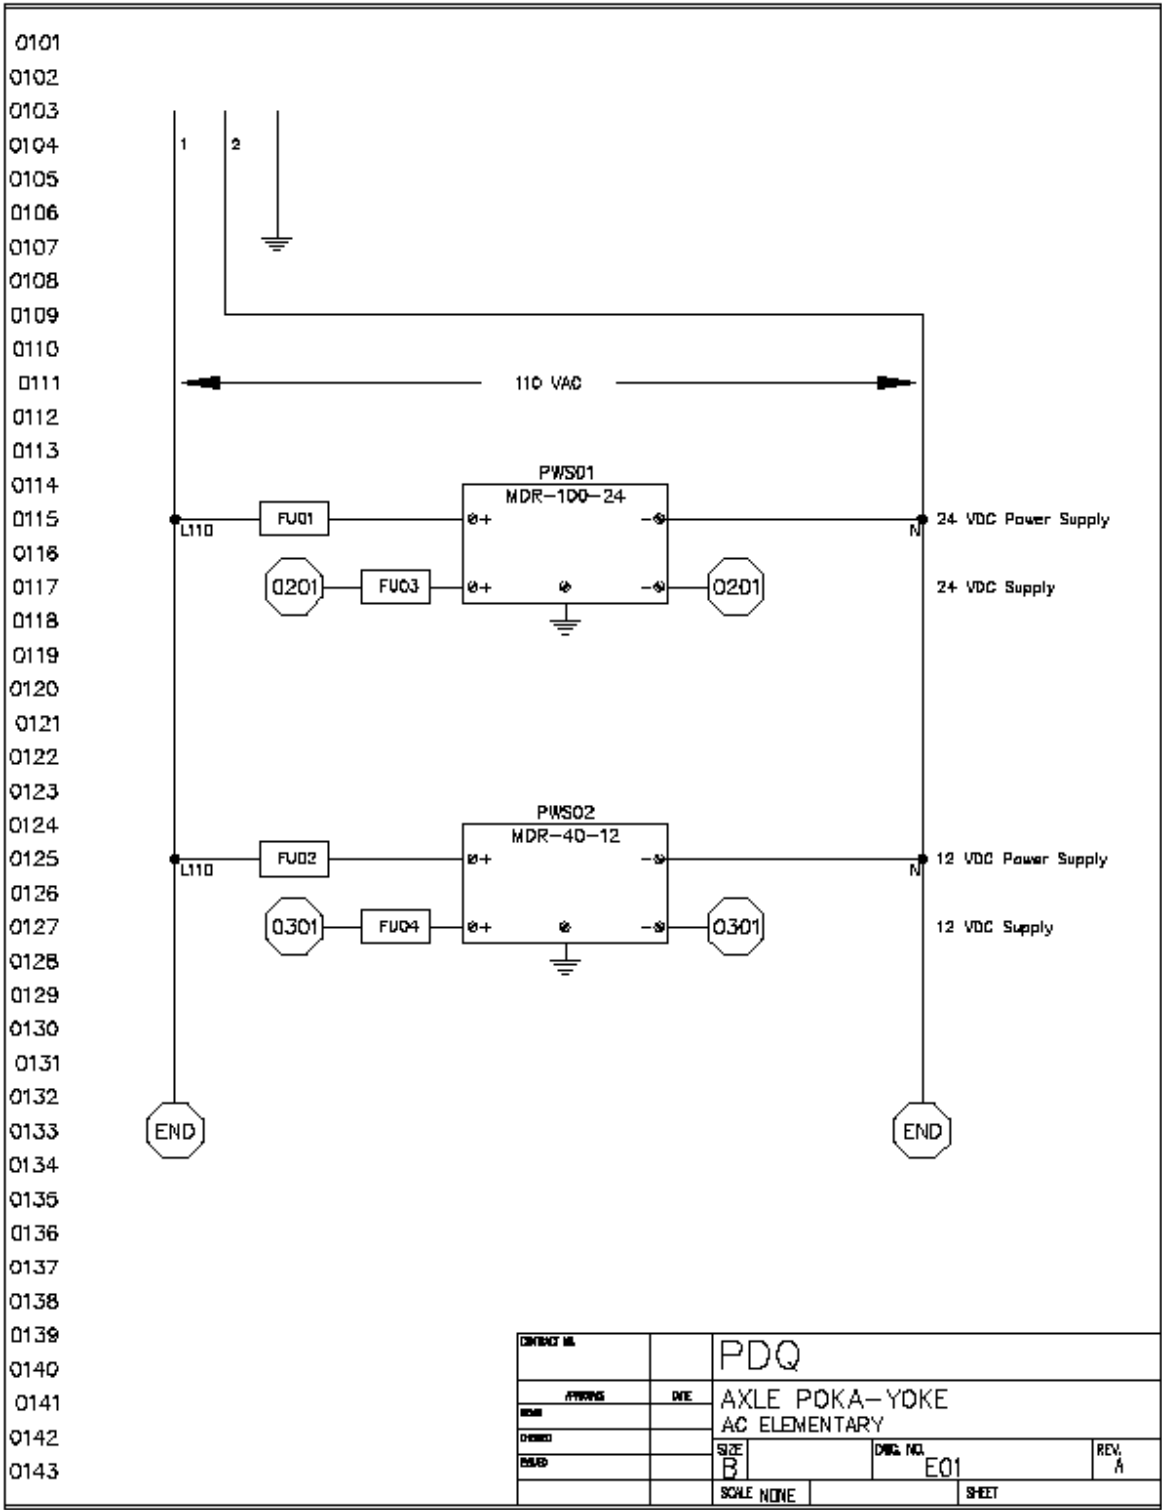 0101
0102
0103
0104 1 2
0105
0106
0107
0108
0109
0110
0111 110 VAC
0112
0113
PWS01
0114 MDR-100-24
0115 L110 FU01 + - N 24 VDC Power Supply
0116
0117 0201 FU03 + - 0201 24 VDC Supply
0118
0119
0120
0121
0122
0123
PWS02
0124 MDR-40-12
0125 L110 FU02 + - N 12 VDC Power Supply
0126
0127 0301 FU04 + - 0301 12 VDC Supply
0128
0129
0130
0131
0132
0133 END END
0134
0135
0136
0137
0138
0139
0140
0141
0142
0143
CONTRACT NO.
PDQ
DATE
AXLE POKA-YOKE
AC ELEMENTARY
SIZE
B
DWG. NO.
E01
REV.
A
SCALE NONE
SHEET